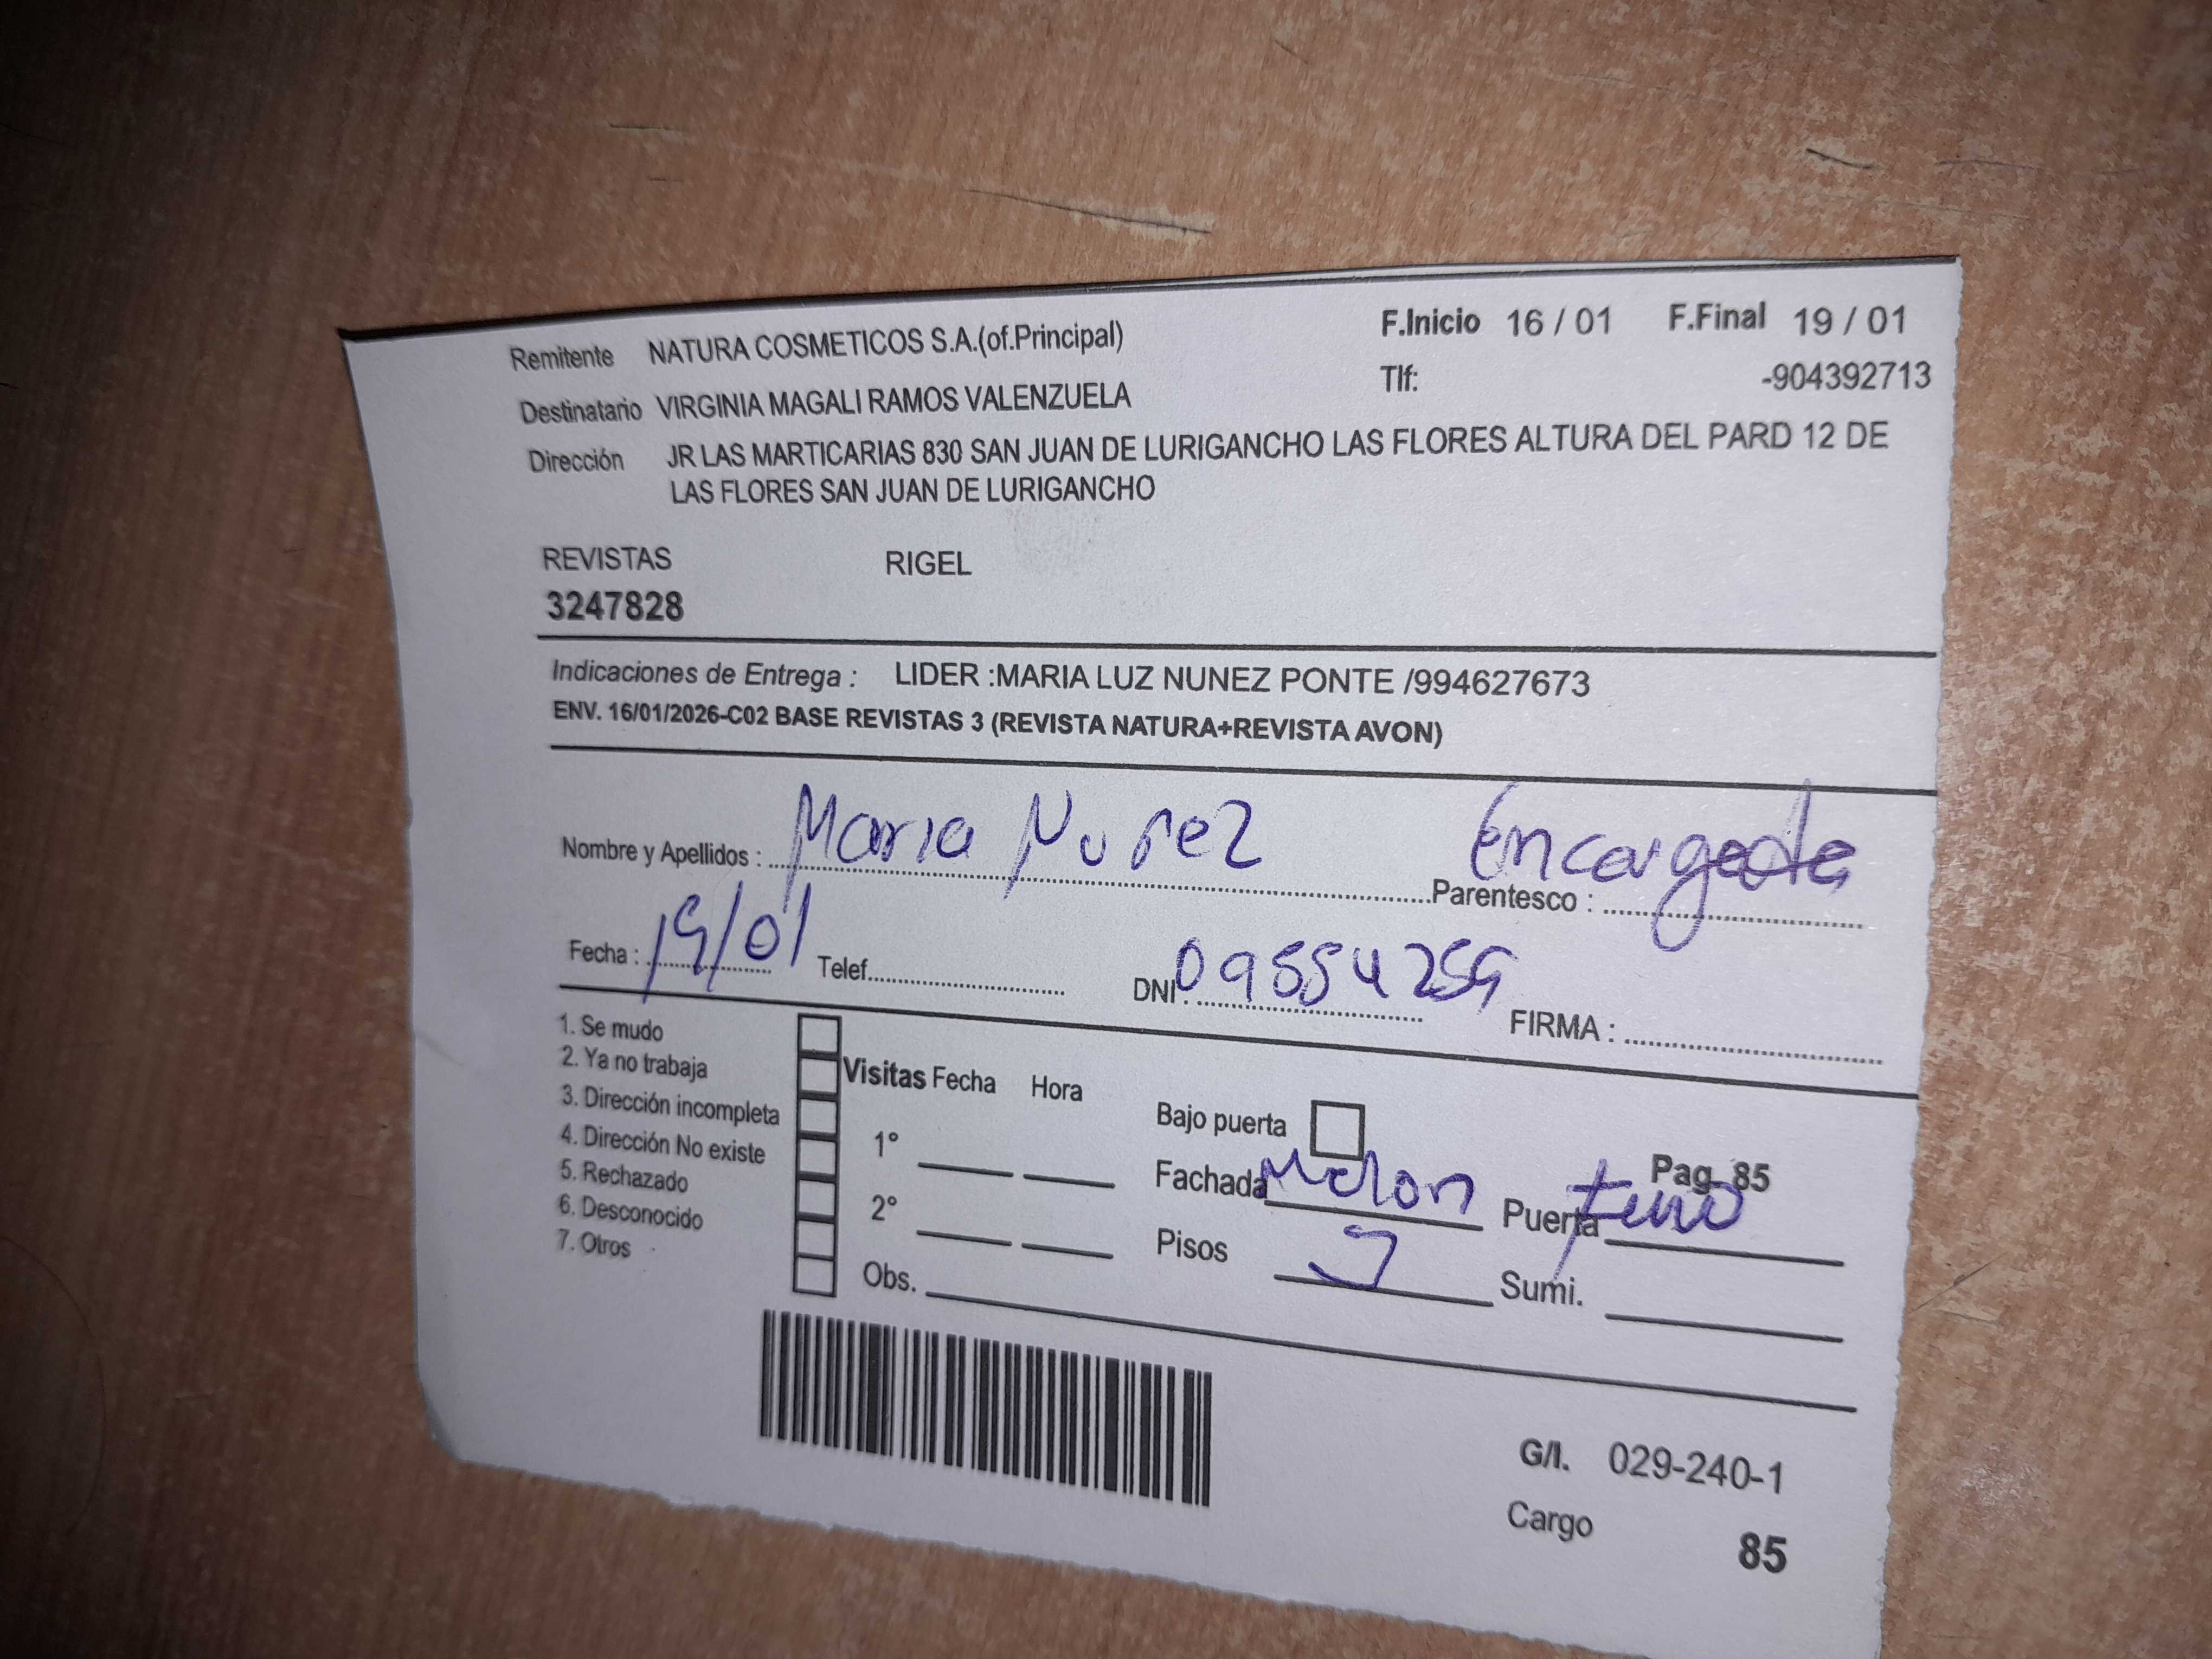 Remitente NATURA COSMETICOS S.A.(of.Principal) F.Inicio 16 / 01 F.Final 19 / 01
Tlf: -904392713
Destinatario VIRGINIA MAGALI RAMOS VALENZUELA
Dirección JR LAS MARTICARIAS 830 SAN JUAN DE LURIGANCHO LAS FLORES ALTURA DEL PARD 12 DE
LAS FLORES SAN JUAN DE LURIGANCHO
REVISTAS RIGEL
3247828
Indicaciones de Entrega : LIDER :MARIA LUZ NUNEZ PONTE /994627673
ENV. 16/01/2026-C02 BASE REVISTAS 3 (REVISTA NATURA+REVISTA AVON)
Nombre y Apellidos : Maria Nuñez Parentesco : Encargada
Fecha : 19/01 Telef. DNI. FIRMA :
1. Se mudo
2. Ya no trabaja
3. Dirección incompleta
4. Dirección No existe
5. Rechazado
6. Desconocido
7. Otros
Visitas Fecha Hora
1°
2°
Obs.
Bajo puerta
Pag. 85
Fachada Melon Puerta
Pisos Sumi.
G/I. 029-240-1
Cargo 85